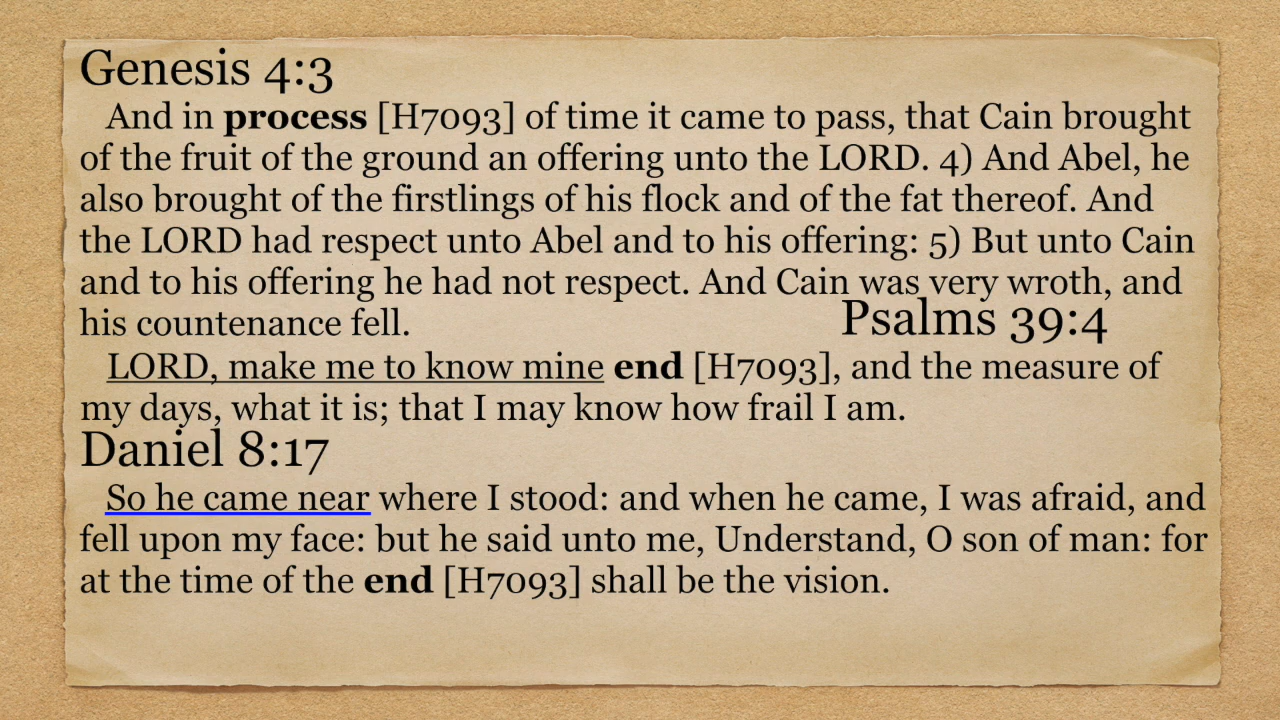 Genesis 4:3
And in process [H7093] of time it came to pass, that Cain brought
of the fruit of the ground an offering unto the LORD. 4) And Abel, he
also brought of the firstlings of his flock and of the fat thereof. And
the LORD had respect unto Abel and to his offering: 5) But unto Cain
and to his offering he had not respect. And Cain was very wroth, and
his countenance fell.
Psalms 39:4
LORD, make me to know mine end [H7093], and the measure of
my days, what it is; that I may know how frail I am.
Daniel 8:17
So he came near where I stood: and when he came, I was afraid, and
fell upon my face: but he said unto me, Understand, O son of man: for
at the time of the end [H7093] shall be the vision.